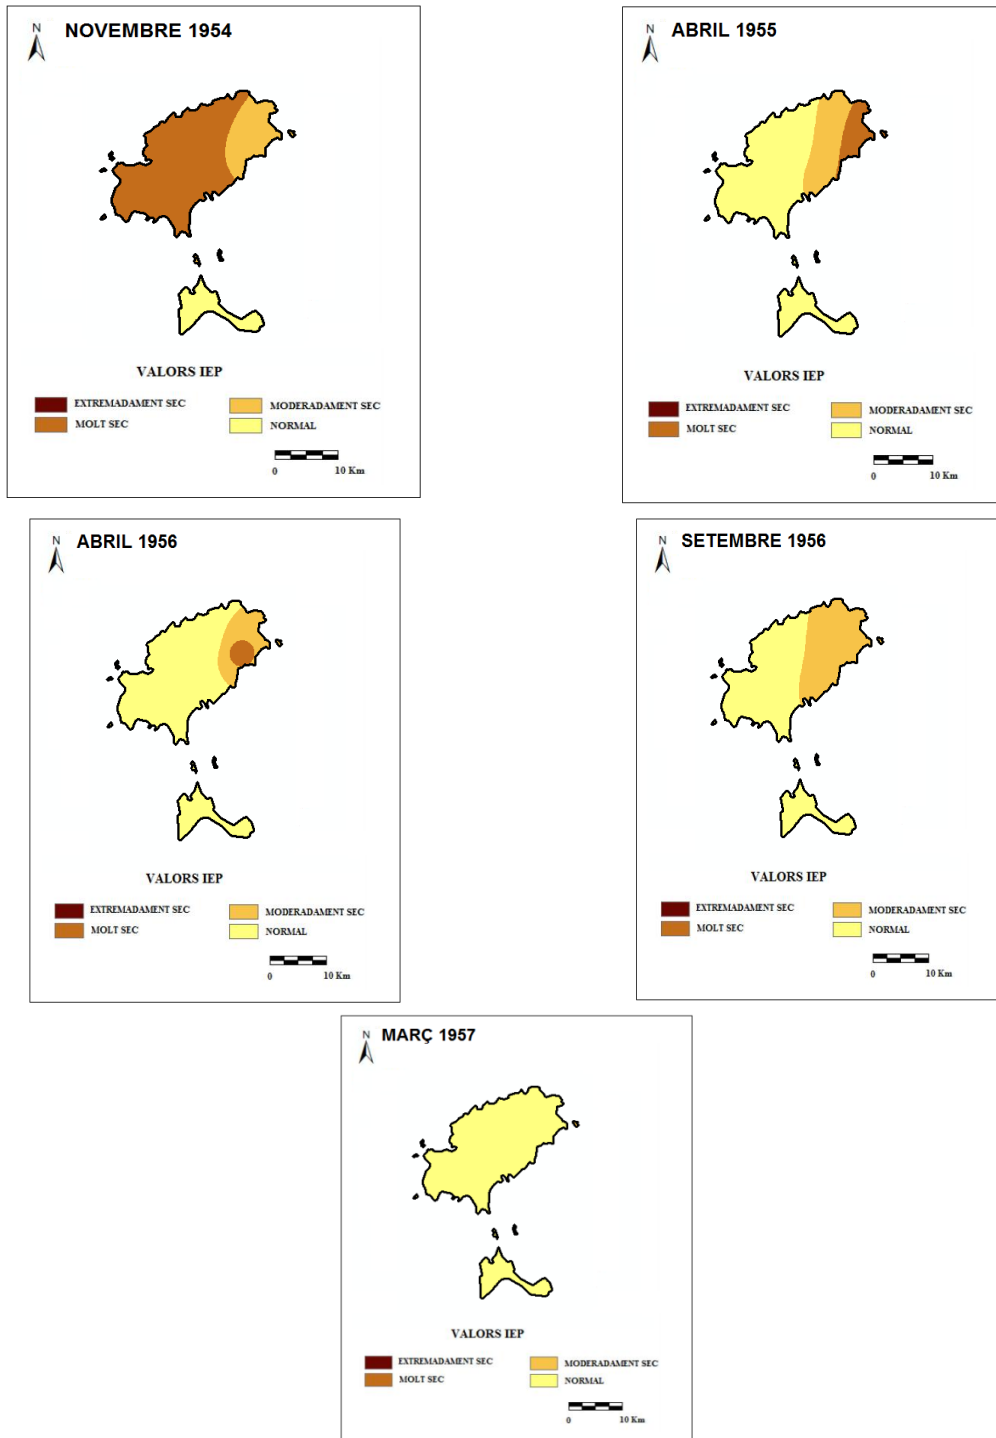 N
NOVEMBRE 1954
VALORS IEP
EXTREMADAMENT SEC
MOLT SEC
MODERADAMENT SEC
NORMAL
0 10 Km
N
ABRIL 1955
VALORS IEP
EXTREMADAMENT SEC
MOLT SEC
MODERADAMENT SEC
NORMAL
0 10 Km
N
ABRIL 1956
VALORS IEP
EXTREMADAMENT SEC
MOLT SEC
MODERADAMENT SEC
NORMAL
0 10 Km
N
SETEMBRE 1956
VALORS IEP
EXTREMADAMENT SEC
MOLT SEC
MODERADAMENT SEC
NORMAL
0 10 Km
N
MARÇ 1957
VALORS IEP
EXTREMADAMENT SEC
MOLT SEC
MODERADAMENT SEC
NORMAL
0 10 Km